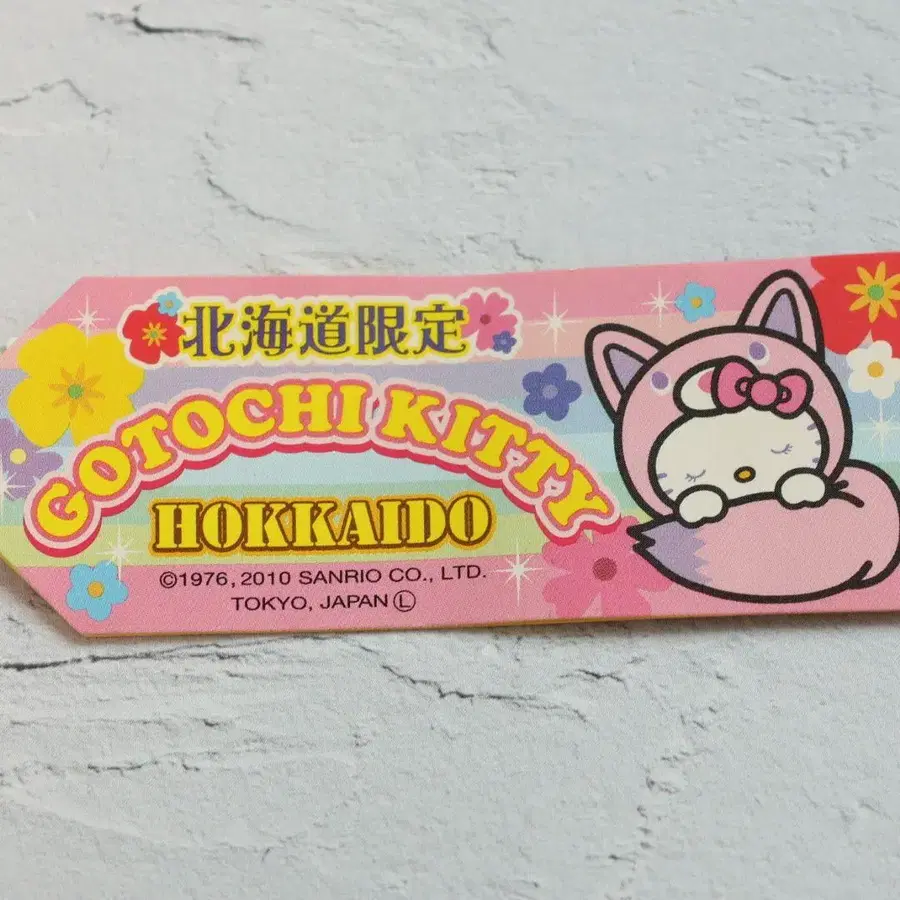 北海道限定
GOTOCHI KITTY
HOKKAIDO
©1976, 2010 SANRIO CO., LTD.
TOKYO, JAPAN Ⓛ